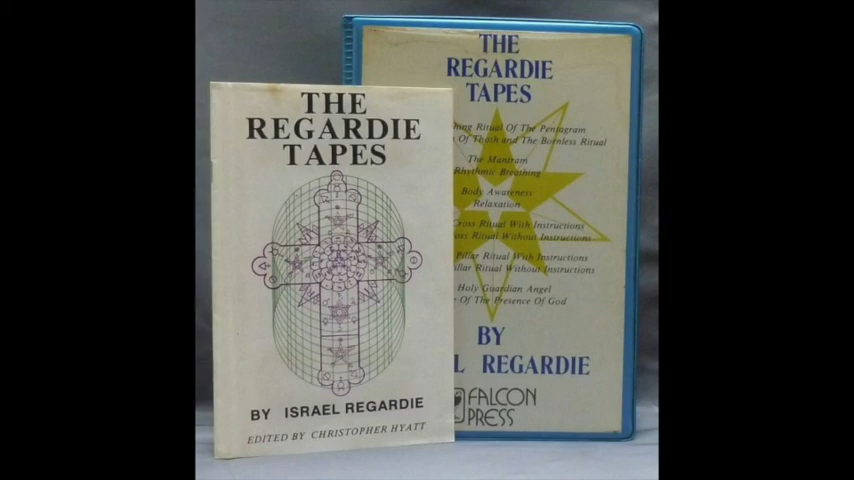 THE
REGARDIE
TAPES
BY ISRAEL REGARDIE
EDITED BY CHRISTOPHER HYATT
THE
REGARDIE
TAPES
Ritual Of The Pentagram
Of Thoth and The Bornless Ritual
The Mantram
Rhythmic Breathing
Body Awareness
Relaxation
Cross Ritual With Instructions
Ritual Without Instructions
Pillar Ritual With Instructions
Ritual Without Instructions
Holy Guardian Angel
Of The Presence Of God
BY
REGARDIE
FALCON
PRESS